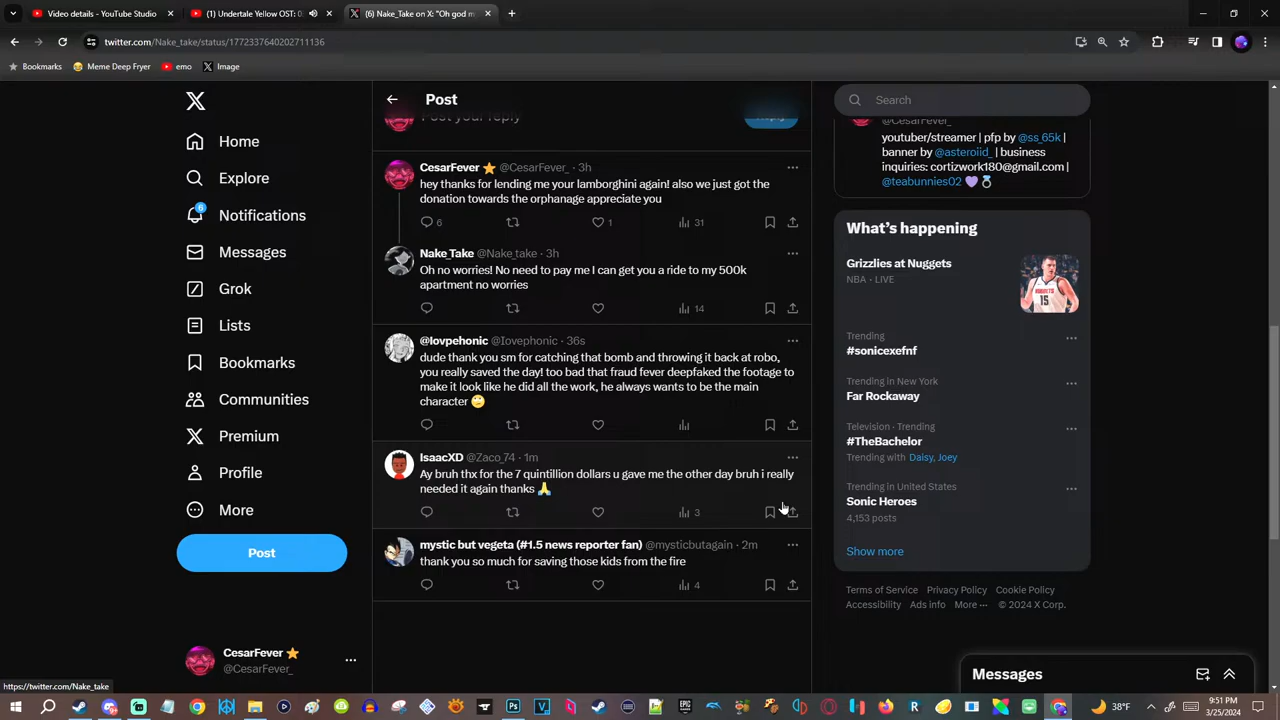 Video details - YouTube Studio
(1) Undertale Yellow OST: 0
(6) Nake_Take on X: "Oh god m
twitter.com/Nake_take/status/1772337640202711136
Bookmarks
Meme Deep Fryer
emo
Image
Home
Explore
6
Notifications
Messages
Grok
Lists
Bookmarks
Communities
Premium
Profile
More
Post
CesarFever ⭐
@CesarFever_
https://twitter.com/Nake_take
Post
Post your reply
Reply
CesarFever ⭐ @CesarFever_ · 3h
hey thanks for lending me your lamborghini again! also we just got the
donation towards the orphanage appreciate you
6 1 31
Nake_Take @Nake_take · 3h
Oh no worries! No need to pay me I can get you a ride to my 500k
apartment no worries
14
@lovpehonic @lovephonic · 36s
dude thank you sm for catching that bomb and throwing it back at robo,
you really saved the day! too bad that fraud fever deepfaked the footage to
make it look like he did all the work, he always wants to be the main
character 🙄
IsaacXD @Zaco_74 · 1m
Ay bruh thx for the 7 quintillion dollars u gave me the other day bruh i really
needed it again thanks 🙏
3
mystic but vegeta (#1.5 news reporter fan) @mysticbutagain · 2m
thank you so much for saving those kids from the fire
4
Search
@CesarFever_
youtube/streamer | pfp by @ss_65k |
banner by @asteroiid_ | business
inquiries: cortizwork180@gmail.com |
@teabunnies02 💜 💍
What's happening
Grizzlies at Nuggets
NBA · LIVE
Trending
#sonicexefnf
Trending in New York
Far Rockaway
Television · Trending
#TheBachelor
Trending with Daisy, Joey
Trending in United States
Sonic Heroes
4,153 posts
Show more
Terms of Service Privacy Policy Cookie Policy
Accessibility Ads info More ··· © 2024 X Corp.
Messages
38°F
9:51 PM
3/25/2024